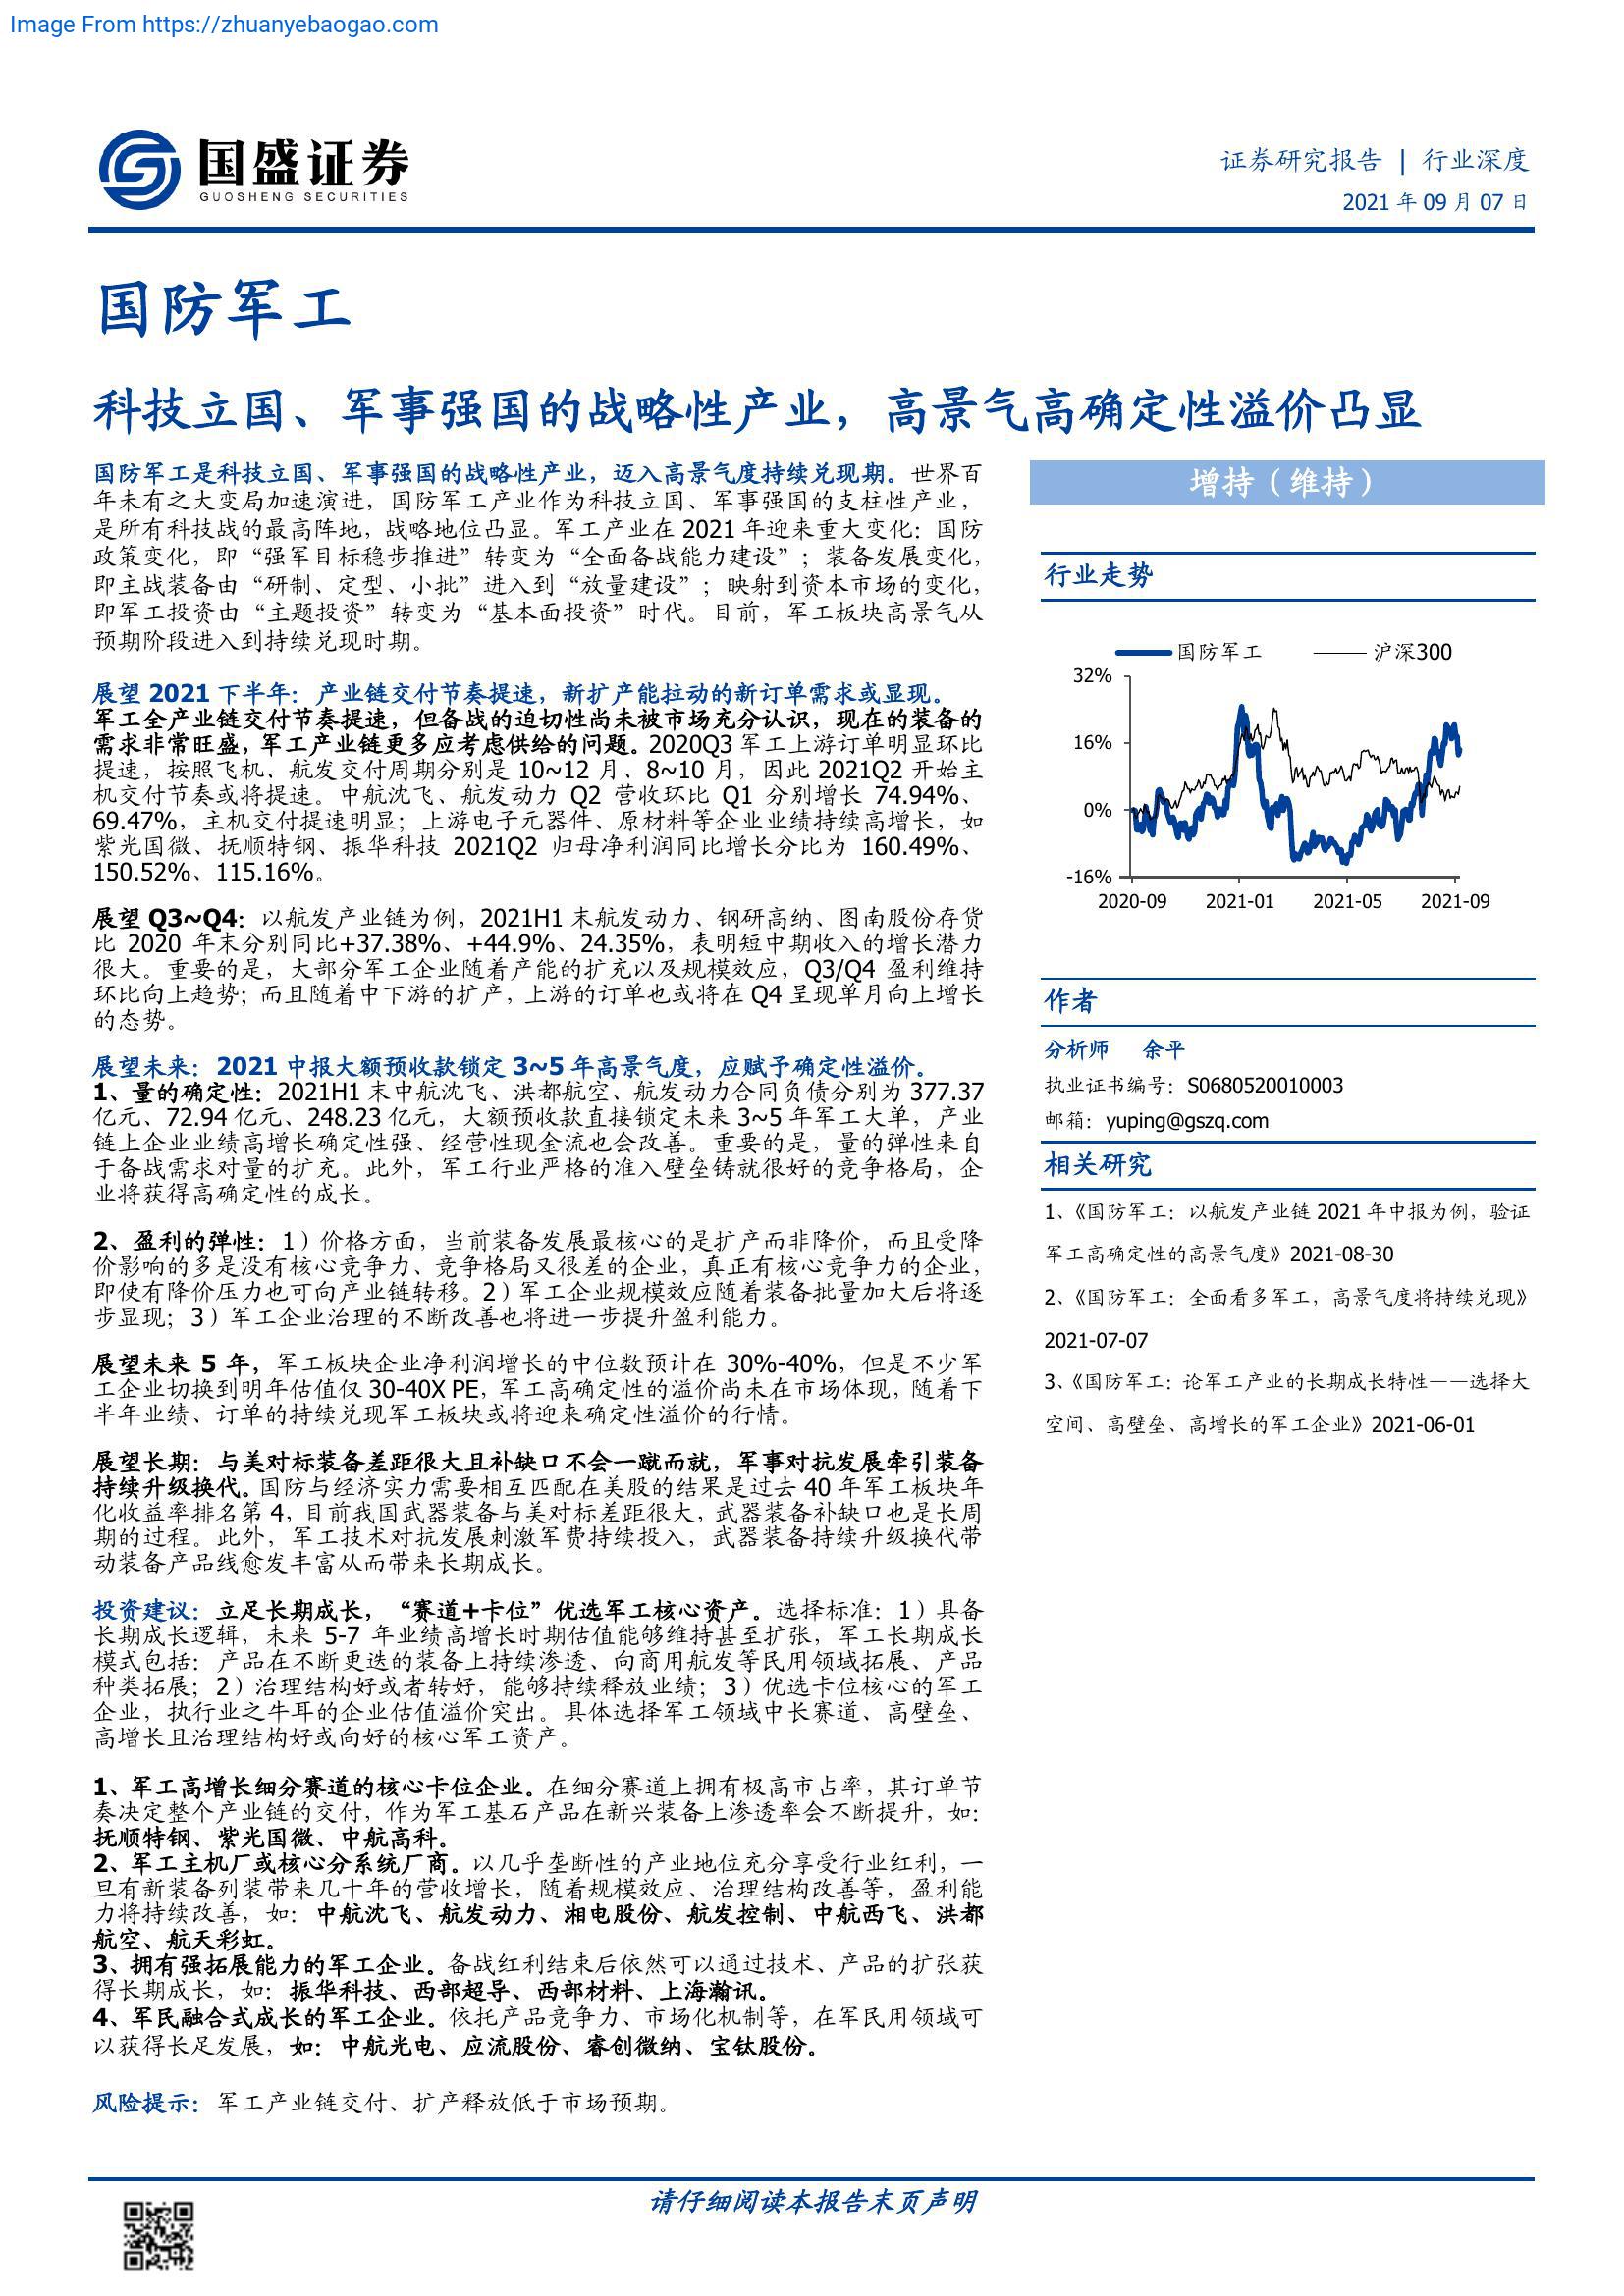 Image From https://zhuanyebaogao.com
国盛证券
GUOSHENG SECURITIES
证券研究报告 | 行业深度
2021 年 09 月 07 日
国防军工
科技立国、军事强国的战略性产业，高景气高确定性溢价凸显
国防军工是科技立国、军事强国的战略性产业，迈入高景气度持续兑现期。世界百
年未有之大变局加速演进，国防军工产业作为科技立国、军事强国的支柱性产业，
是所有科技战的最高阵地，战略地位凸显。军工产业在 2021 年迎来重大变化：国防
政策变化，即“强军目标稳步推进”转变为“全面备战能力建设”；装备发展变化，
即主战装备由“研制、定型、小批”进入到“放量建设”；映射到资本市场的变化，
即军工投资由“主题投资”转变为“基本面投资”时代。目前，军工板块高景气从
预期阶段进入到持续兑现时期。
展望 2021 下半年：产业链交付节奏提速，新扩产能拉动的新订单需求或显现。
军工全产业链交付节奏提速，但备战的迫切性尚未被市场充分认识，现在的装备的
需求非常旺盛，军工产业链更多应考虑供给的问题。2020Q3 军工上游订单明显环比
提速，按照飞机、航发交付周期分别是 10~12 月、8~10 月，因此 2021Q2 开始主
机交付节奏或将提速。中航沈飞、航发动力 Q2 营收环比 Q1 分别增长 74.94%、
69.47%，主机交付提速明显；上游电子元器件、原材料等企业业绩持续高增长，如
紫光国微、抚顺特钢、振华科技 2021Q2 归母净利润同比增长分比为 160.49%、
150.52%、115.16%。
展望 Q3~Q4：以航发产业链为例，2021H1 末航发动力、钢研高纳、图南股份存货
比 2020 年末分别同比+37.38%、+44.9%、24.35%，表明短中期收入的增长潜力
很大。重要的是，大部分军工企业随着产能的扩充以及规模效应，Q3/Q4 盈利维持
环比向上趋势；而且随着中下游的扩产，上游的订单也或将在 Q4 呈现单月向上增长
的态势。
展望未来：2021 中报大额预收款锁定 3~5 年高景气度，应赋予确定性溢价。
1、量的确定性：2021H1 末中航沈飞、洪都航空、航发动力合同负债分别为 377.37
亿元、72.94 亿元、248.23 亿元，大额预收款直接锁定未来 3~5 年军工大单，产业
链上企业业绩高增长确定性强、经营性现金流也会改善。重要的是，量的弹性来自
于备战需求对量的扩充。此外，军工行业严格的准入壁垒铸就很好的竞争格局，企
业将获得高确定性的成长。
2、盈利的弹性：1）价格方面，当前装备发展最核心的是扩产而非降价，而且受降
价影响的多是没有核心竞争力、竞争格局又很差的企业，真正有核心竞争力的企业，
即使有降价压力也可向产业链转移。2）军工企业规模效应随着装备批量加大后将逐
步显现；3）军工企业治理的不断改善也将进一步提升盈利能力。
展望未来 5 年，军工板块企业净利润增长的中位数预计在 30%-40%，但是不少军
工企业切换到明年估值仅 30-40X PE，军工高确定性的溢价尚未在市场体现，随着下
半年业绩、订单的持续兑现军工板块或将迎来确定性溢价的行情。
展望长期：与美对标装备差距很大且补缺口不会一蹴而就，军事对抗发展牵引装备
持续升级换代。国防与经济实力需要相互匹配在美股的结果是过去 40 年军工板块年
化收益率排名第 4，目前我国武器装备与美对标差距很大，武器装备补缺口也是长周
期的过程。此外，军工技术对抗发展刺激军费持续投入，武器装备持续升级换代带
动装备产品线愈发丰富从而带来长期成长。
投资建议：立足长期成长，“赛道+卡位”优选军工核心资产。选择标准：1）具备
长期成长逻辑，未来 5-7 年业绩高增长时期估值能够维持甚至扩张，军工长期成长
模式包括：产品在不断更迭的装备上持续渗透、向商用航发等民用领域拓展、产品
种类拓展；2）治理结构好或者转好，能够持续释放业绩；3）优选卡位核心的军工
企业，执行业之牛耳的企业估值溢价突出。具体选择军工领域中长赛道、高壁垒、
高增长且治理结构好或向好的核心军工资产。
1、军工高增长细分赛道的核心卡位企业。在细分赛道上拥有极高市占率，其订单节
奏决定整个产业链的交付，作为军工基石产品在新兴装备上渗透率会不断提升，如：
抚顺特钢、紫光国微、中航高科。
2、军工主机厂或核心分系统厂商。以几乎垄断性的产业地位充分享受行业红利，一
旦有新装备列装带来几十年的营收增长，随着规模效应、治理结构改善等，盈利能
力将持续改善，如：中航沈飞、航发动力、湘电股份、航发控制、中航西飞、洪都
航空、航天彩虹。
3、拥有强拓展能力的军工企业。备战红利结束后依然可以通过技术、产品的扩张获
得长期成长，如：振华科技、西部超导、西部材料、上海瀚讯。
4、军民融合式成长的军工企业。依托产品竞争力、市场化机制等，在军民用领域可
以获得长足发展，如：中航光电、应流股份、睿创微纳、宝钛股份。
风险提示：军工产业链交付、扩产释放低于市场预期。
增持（维持）
行业走势
国防军工 沪深300
32%
16%
0%
-16%
2020-09 2021-01 2021-05 2021-09
作者
分析师 余平
执业证书编号：S0680520010003
邮箱：yuping@gszq.com
相关研究
1、《国防军工：以航发产业链 2021 年中报为例，验证
军工高确定性的高景气度》2021-08-30
2、《国防军工：全面看多军工，高景气度将持续兑现》
2021-07-07
3、《国防军工：论军工产业的长期成长特性——选择大
空间、高壁垒、高增长的军工企业》2021-06-01
请仔细阅读本报告末页声明